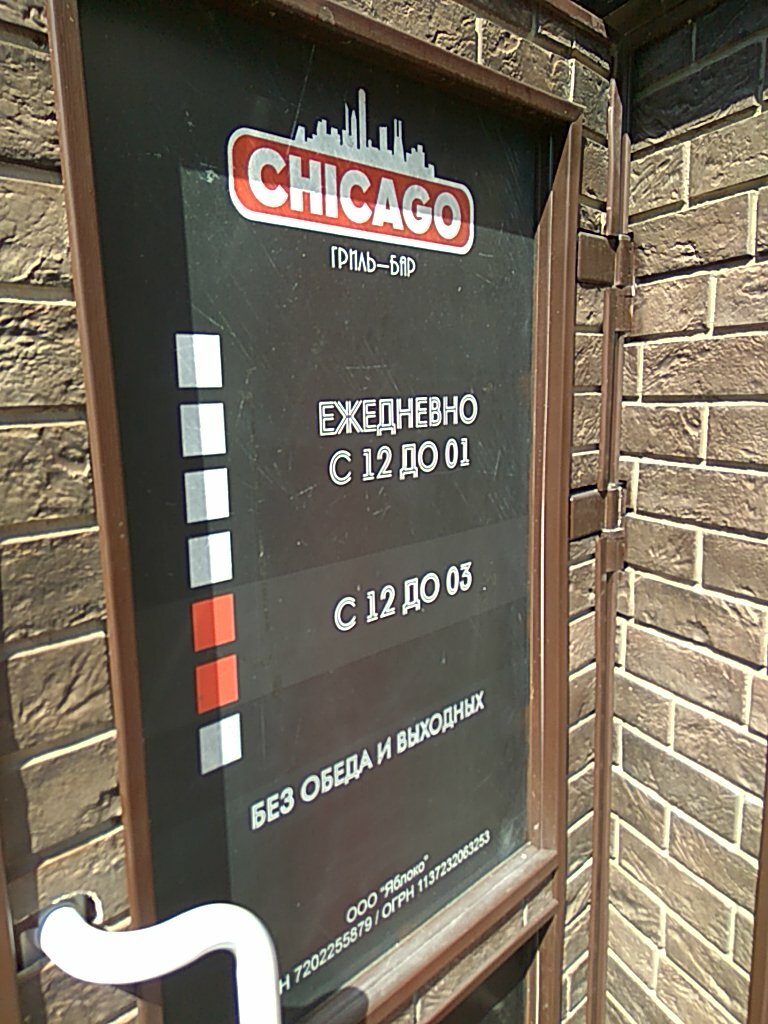 CHICAGO
ГРИЛЬ–БАР
ЕЖЕДНЕВНО
С 12 ДО 01
С 12 ДО 03
БЕЗ ОБЕДА И ВЫХОДНЫХ
ООО "Яблоко"
Н 7202255879 / ОГРН 1137232063253